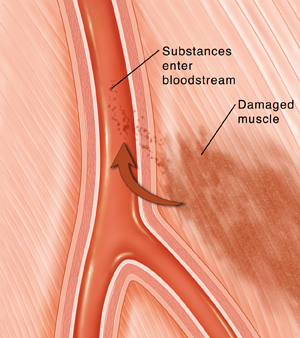 Substances
enter
bloodstream
Damaged
muscle